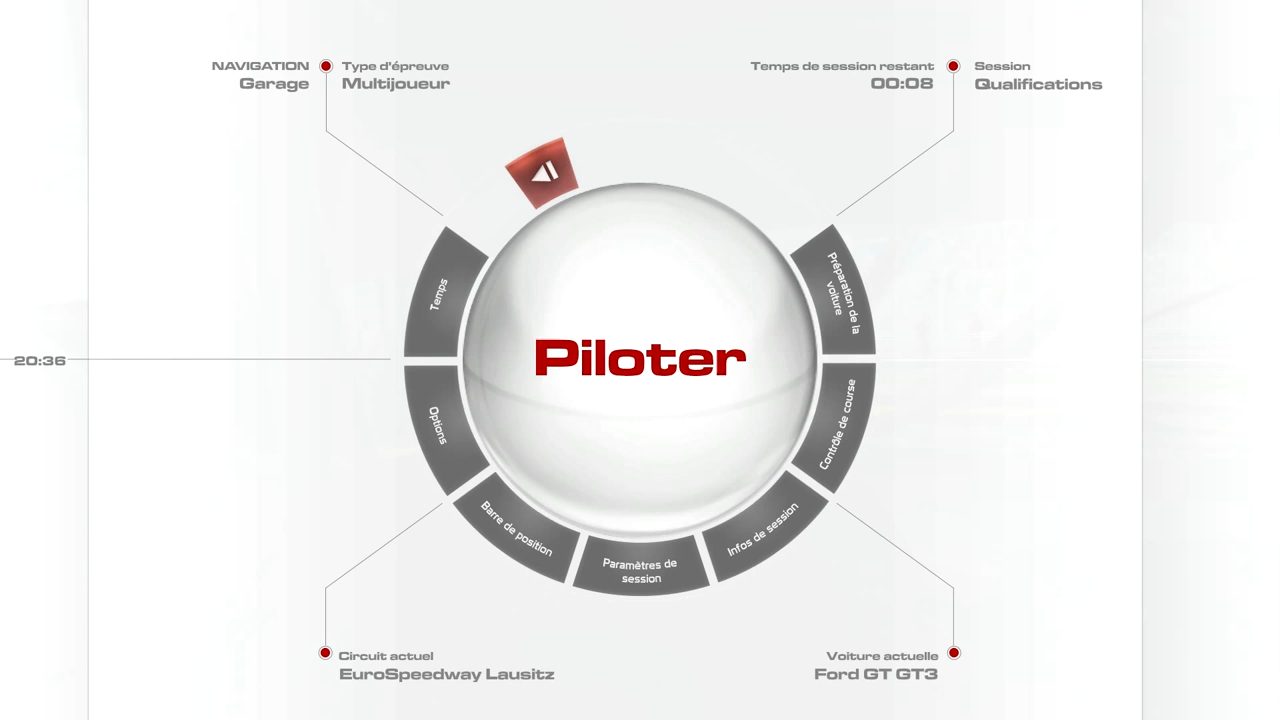 NAVIGATION
Garage
Type d'épreuve
Multijoueur
Temps de session restant
00:08
Session
Qualifications
Temps
Préparation de la
voiture
Piloter
20:36
Options
Contrôle de course
Barre de position
Paramètres de
session
Infos de session
Circuit actuel
EuroSpeedway Lausitz
Voiture actuelle
Ford GT GT3